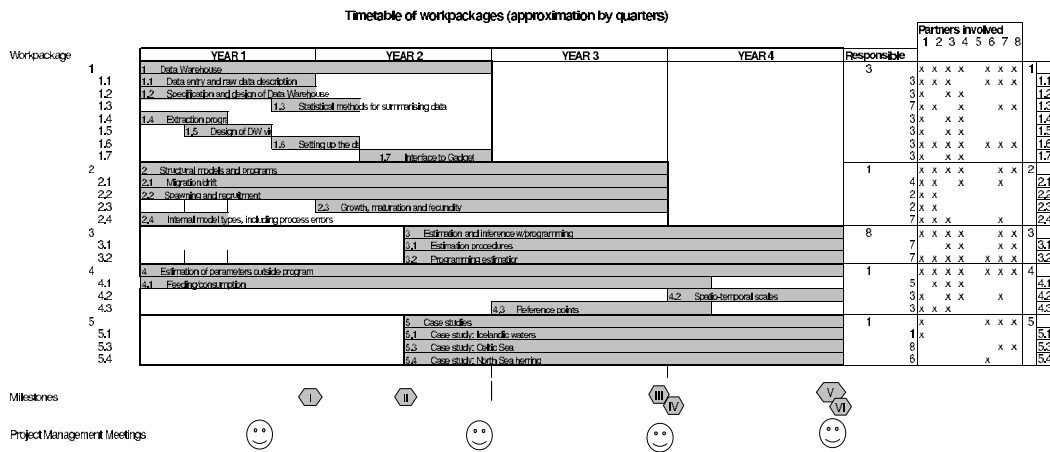 Timetable of workpackages (approximation by quarters)
Partners involved
1 2 3 4 5 6 7 8
Workpackage YEAR 1 YEAR 2 YEAR 3 YEAR 4 Responsible
1 1 Data Warehouse 3 x x x x x x x 1
1.1 1.1 Data entry and raw data description 3 x x x x x x x 1.1
1.2 1.2 Specification and design of Data Warehouse 3 x x x 1.2
1.3 1.3 Statistical methods for summarising data 7 x x x x 1.3
1.4 1.4 Extraction progra 3 x x x 1.4
1.5 1.5 Design of DW vi 3 x x x 1.5
1.6 1.6 Setting up the da 3 x x x x x x 1.6
1.7 1.7 Interface to Gadget 3 x x x 1.7
2 2 Structural models and programs 1 x x x x x x 2
2.1 2.1 Migration/drift 4 x x x x 2.1
2.2 2.2 Spawning and recruitment 2 x x 2.2
2.3 2.3 Growth, maturation and fecundity 2 x x 2.3
2.4 2.4 Internal model types, including process errors 7 x x x x 2.4
3 3 Estimation and inference w/programming 8 x x x x x x x 3
3.1 3.1 Estimation procedures 7 x x x x 3.1
3.2 3.2 Programming estimation 7 x x x x x x x 3.2
4 4 Estimation of parameters outside program 1 x x x x x x x 4
4.1 4.1 Feeding/consumption 5 x x x 4.1
4.2 4.2 Spatio-temporal scales 3 x x x x 4.2
4.3 4.3 Reference points 3 x x x 4.3
5 5 Case studies 1 x x x x 5
5.1 5.1 Case study: Icelandic waters 1 x 5.1
5.3 5.3 Case study: Celtic Sea 8 x x 5.3
5.4 5.4 Case study: North Sea herring 6 x 5.4
Milestones I II III IV V VI
Project Management Meetings